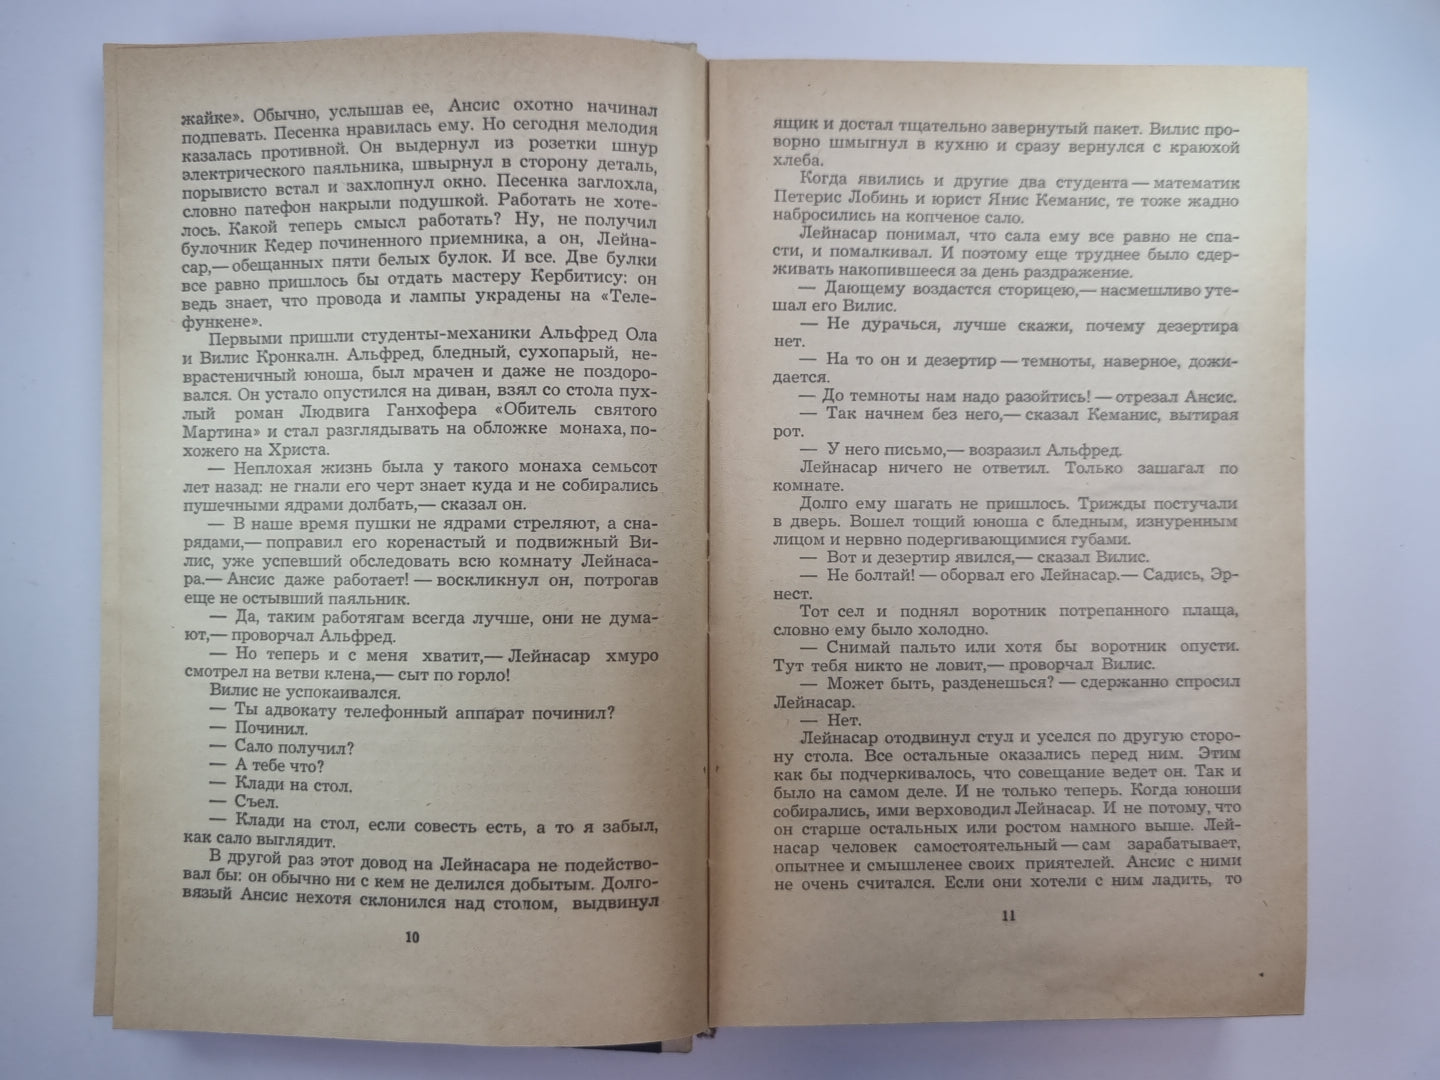 жайке». Обычно, услышав ее, Ансис охотно начинал
подпевать. Песенка нравилась ему. Но сегодня мелодия
казалась противной. Он выдернул из розетки шнур
электрического паяльника, швырнул в сторону деталь,
порывисто встал и захлопнул окно. Песенка заглохла,
словно патефон накрыли подушкой. Работать не хоте-
лось. Какой теперь смысл работать? Ну, не получил
булочник Кедер починенного приемника, а он, Лейна-
сар,— обещанных пяти белых булок. И все. Две булки
все равно пришлось бы отдать мастеру Кербитису: он
ведь знает, что провода и лампы украдены на «Теле-
функене».
Первыми пришли студенты-механики Альфред Ола
и Вилис Кронкалн. Альфред, бледный, сухопарый, не-
врастеничный юноша, был мрачен и даже не поздоро-
вался. Он устало опустился на диван, взял со стола пух-
лый роман Людвига Ганхофера «Обитель святого
Мартина» и стал разглядывать на обложке монаха, по-
хожего на Христа.
— Неплохая жизнь была у такого монаха семьсот
лет назад: не гнали его черт знает куда и не собирались
пушечными ядрами долбать,— сказал он.
— В наше время пушки не ядрами стреляют, а сна-
рядами,— поправил его коренастый и подвижный Ви-
лис, уже успевший обследовать всю комнату Лейнаса-
ра.— Ансис даже работает! — воскликнул он, потрогав
еще не остывший паяльник.
— Да, таким работягам всегда лучше, они не дума-
ют,— проворчал Альфред.
— Но теперь и с меня хватит,— Лейнасар хмуро
смотрел на ветви клена,— сыт по горло!
Вилис не успокаивался.
— Ты адвокату телефонный аппарат починил?
— Починил.
— Сало получил?
— А тебе что?
— Клади на стол.
— Съел.
— Клади на стол, если совесть есть, а то я забыл,
как сало выглядит.
В другой раз этот довод на Лейнасара не подейство-
вал бы: он обычно ни с кем не делился добытым. Долго-
вязый Ансис нехотя склонился над столом, выдвинул
10
ящик и достал тщательно завернутый пакет. Вилис про-
ворно шмыгнул в кухню и сразу вернулся с краюхой
хлеба.
Когда явились и другие два студента — математик
Петерис Лобинь и юрист Янис Кеманис, те тоже жадно
набросились на копченое сало.
Лейнасар понимал, что сала ему все равно не спа-
сти, и помалкивал. И поэтому еще труднее было сдер-
живать накопившееся за день раздражение.
— Дающему воздастся сторицею,— насмешливо уте-
шал его Вилис.
— Не дурачься, лучше скажи, почему дезертира
нет.
— На то он и дезертир — темноты, наверное, дожи-
дается.
— До темноты нам надо разойтись! — отрезал Ансис.
— Так начнем без него,— сказал Кеманис, вытирая
рот.
— У него письмо,— возразил Альфред.
Лейнасар ничего не ответил. Только зашагал по
комнате.
Долго ему шагать не пришлось. Трижды постучали
в дверь. Вошел тощий юноша с бледным, изнуренным
лицом и нервно подергивающимися губами.
— Вот и дезертир явился,— сказал Вилис.
— Не болтай! — оборвал его Лейнасар.— Садись, Эр-
нест.
Тот сел и поднял воротник потрепанного плаща,
словно ему было холодно.
— Снимай пальто или хотя бы воротник опусти.
Тут тебя никто не ловит,— проворчал Вилис.
— Может быть, разденешься? — сдержанно спросил
Лейнасар.
— Нет.
Лейнасар отодвинул стул и уселся по другую сторо-
ну стола. Все остальные оказались перед ним. Этим
как бы подчеркивалось, что совещание ведет он. Так и
было на самом деле. И не только теперь. Когда юноши
собирались, ими верховодил Лейнасар. И не потому, что
он старше остальных или ростом намного выше. Лей-
насар человек самостоятельный — сам зарабатывает,
опытнее и смышленее своих приятелей. Ансис с ними
не очень считался. Если они хотели с ним ладить, то
11